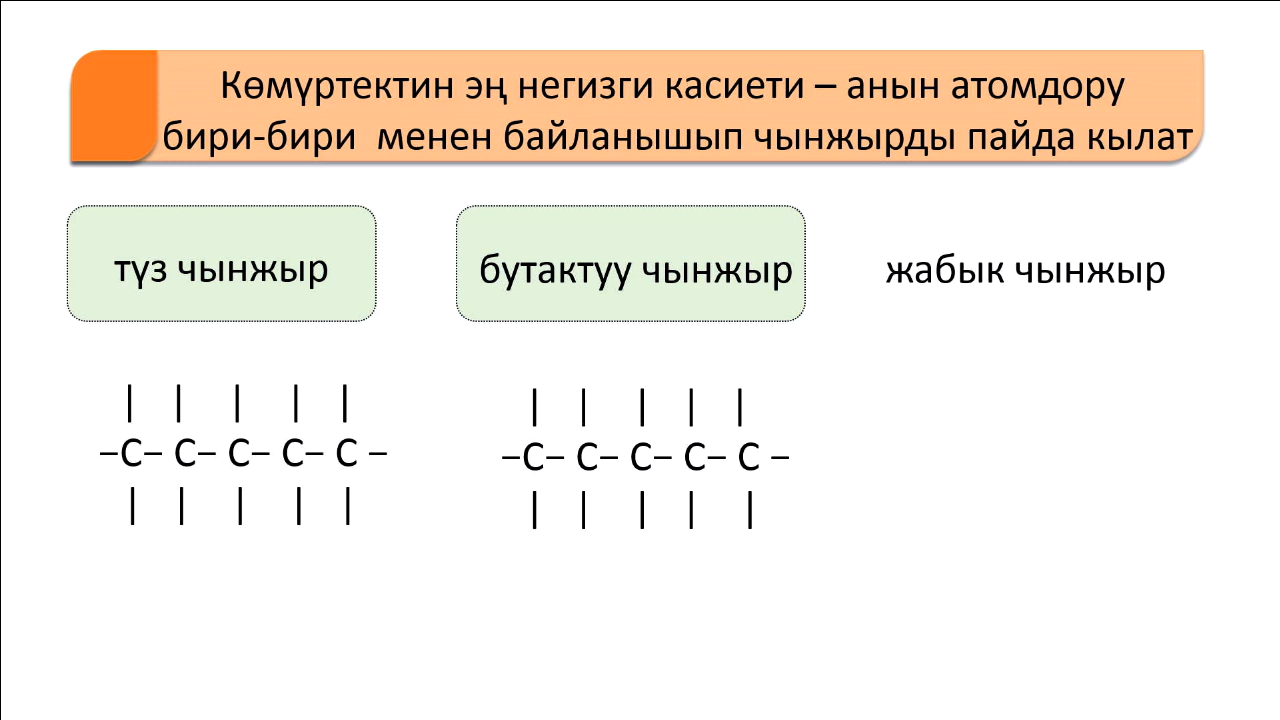 Көмүртектин эң негизги касиети – анын атомдору
бири-бири менен байланышып чынжырды пайда кылат
түз чынжыр
бутактуу чынжыр
жабык чынжыр
| | | | |
–С– С– С– С– С –
| | | | |
| | | | |
–С– С– С– С– С –
| | | | |